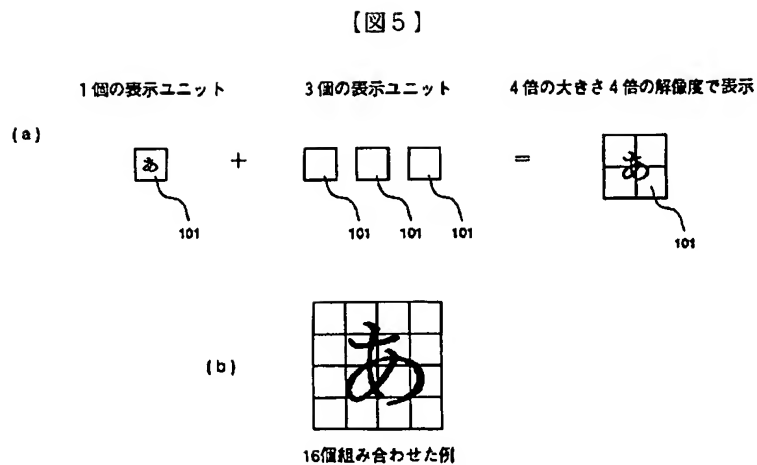 【図5】
1個の表示ユニット 3個の表示ユニット 4倍の大きさ4倍の解像度で表示
(a)
あ + = あ
101 101 101 101 101
(b)
あ
16個組み合わせた例